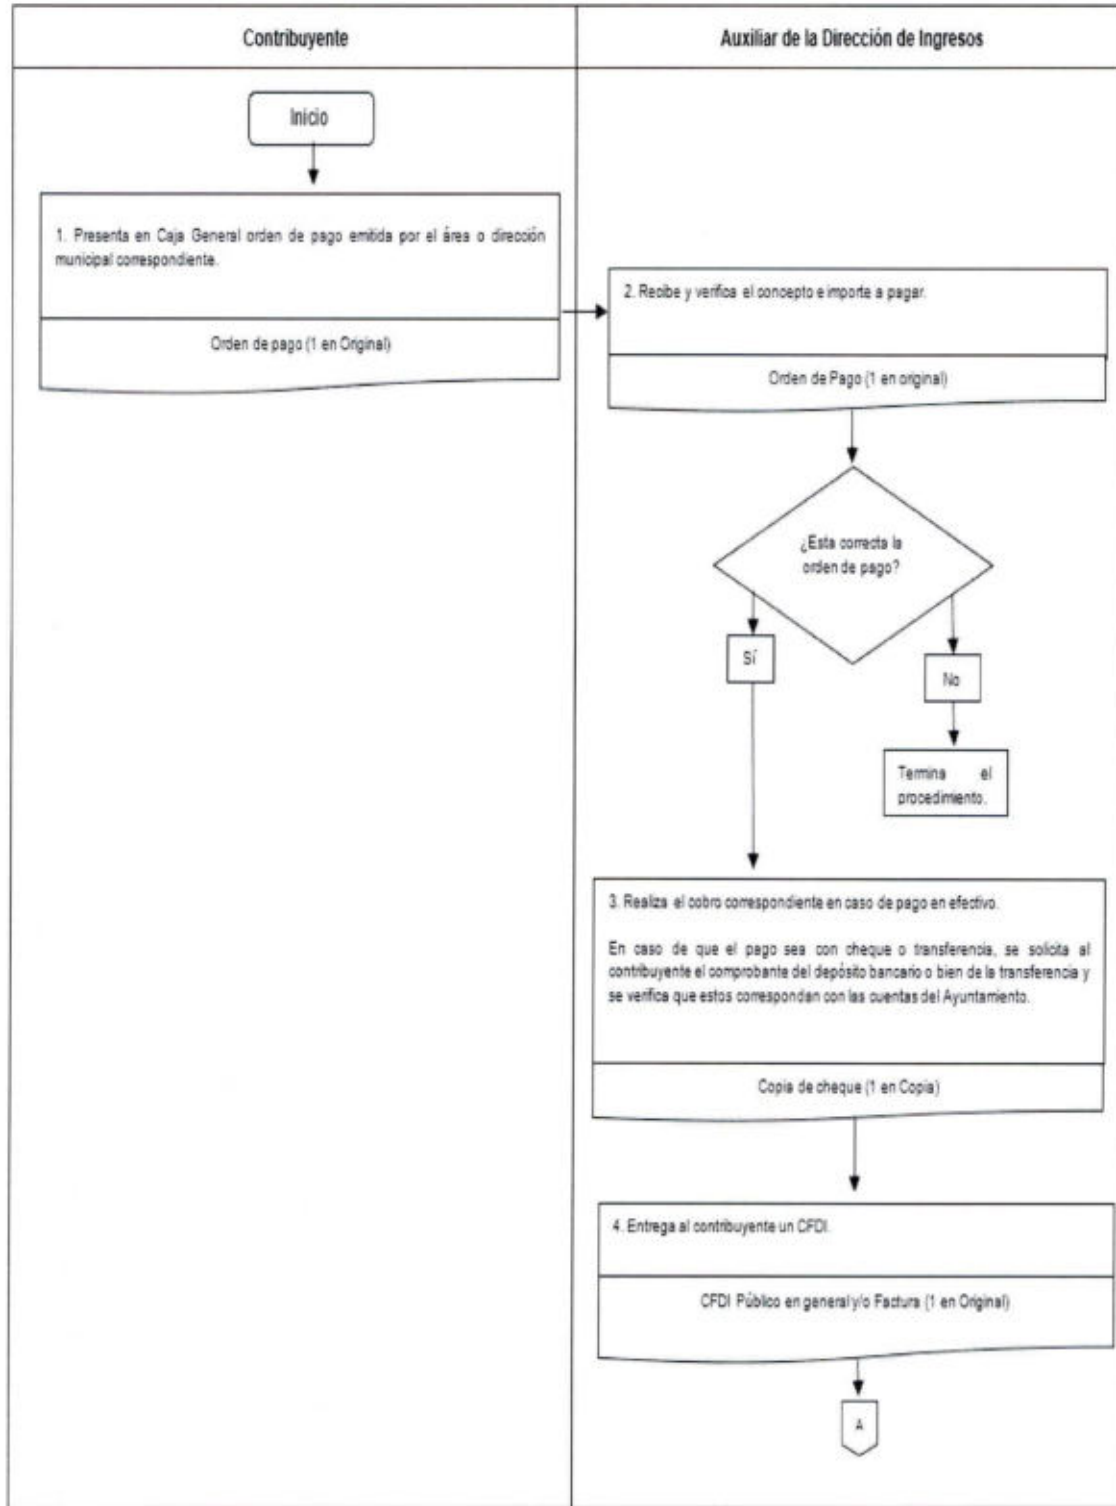 Contribuyente
Auxiliar de la Dirección de Ingresos
Inicio
1. Presenta en Caja General orden de pago emitida por el área o dirección
municipal correspondiente.
Orden de pago (1 en Original)
2. Recibe y verifica el concepto e importe a pagar.
Orden de Pago (1 en original)
¿Esta correcta la
orden de pago?
Sí
No
Termina el
procedimiento.
3. Realiza el cobro correspondiente en caso de pago en efectivo.
En caso de que el pago sea con cheque o transferencia, se solicita al
contribuyente el comprobante del depósito bancario o bien de la transferencia y
se verifica que estos correspondan con las cuentas del Ayuntamiento.
Copia de cheque (1 en Copia)
4. Entrega al contribuyente un CFDI.
CFDI Público en general y/o Factura (1 en Original)
A